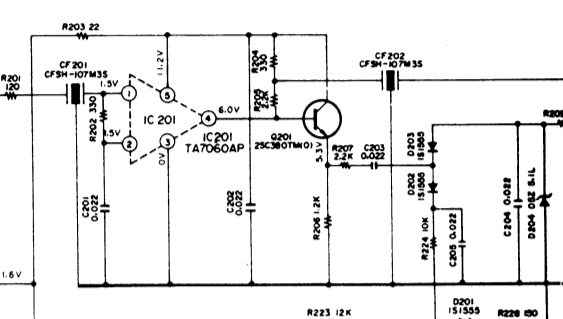 R203 22
R201
120
CF201
CFSH-107M3S
1.5V
11.2V
R204
330
CF202
CFSH-107M3S
R205
2.2K
1
5
R202 330
1.5V
IC 201
4
6.0V
IC201
TA7060AP
2
3
0V
Q201
2SC380TM(O)
5.3V
R207
2.2K
C203
0.022
D203
1S1555
D202
1S1555
C201
0.022
C202
0.022
R206 1.2K
R224 10K
C205 0.022
C204 0.022
1.6V
R223 12K
D201
1S1555
R228 150